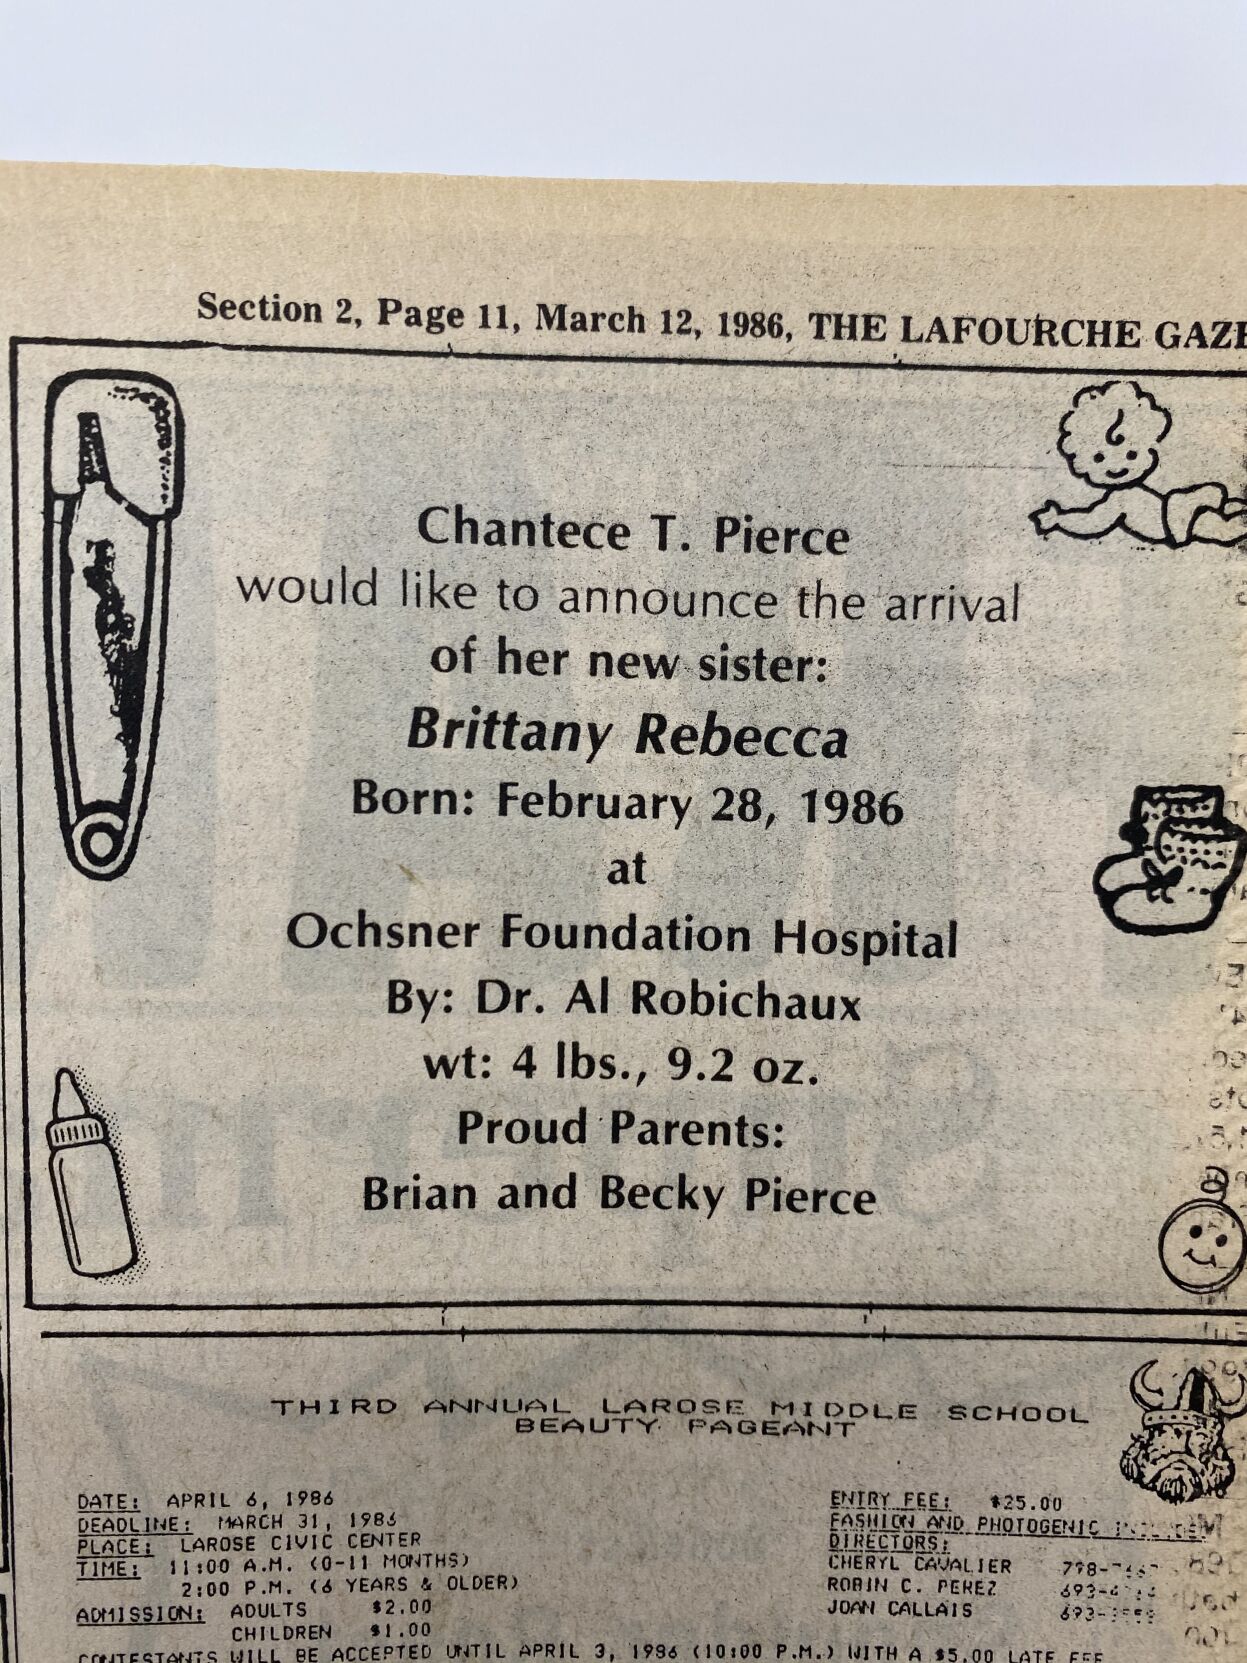 Section 2, Page 11, March 12, 1986, THE LAFOURCHE GAZE
Chantece T. Pierce
would like to announce the arrival
of her new sister:
Brittany Rebecca
Born: February 28, 1986
at
Ochsner Foundation Hospital
By: Dr. Al Robichaux
wt: 4 lbs., 9.2 oz.
Proud Parents:
Brian and Becky Pierce
THIRD ANNUAL LAROSE MIDDLE SCHOOL
BEAUTY PAGEANT
DATE: APRIL 6, 1986
DEADLINE: MARCH 31, 1986
PLACE: LAROSE CIVIC CENTER
TIME: 11:00 A.M. (0-11 MONTHS)
2:00 P.M. (6 YEARS & OLDER)
ADMISSION: ADULTS $2.00
CHILDREN $1.00
ENTRY FEE: $25.00
FASHION AND PHOTOGENIC
DIRECTORS:
CHERYL CAVALIER
ROBIN C. PEREZ
JOAN CALLAIS
CONTESTANTS WILL BE ACCEPTED UNTIL APRIL 3, 1986 (10:00 P.M.) WITH A $5.00 LATE FEE